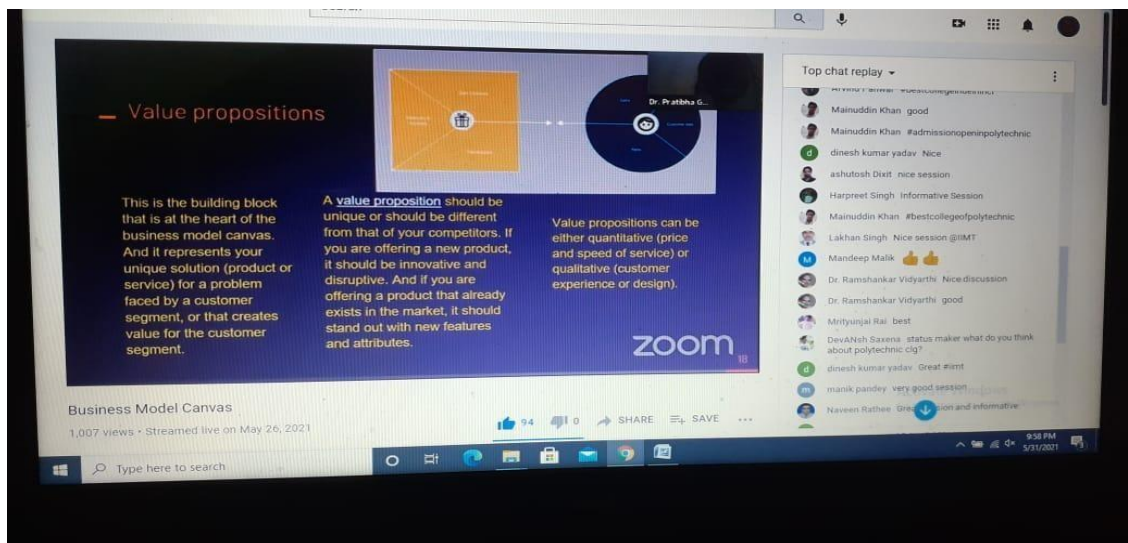 Value propositions
Dr. Pratibha G...
This is the building block
that is at the heart of the
business model canvas.
And it represents your
unique solution (product or
service) for a problem
faced by a customer
segment, or that creates
value for the customer
segment.
A value proposition should be
unique or should be different
from that of your competitors. If
you are offering a new product,
it should be innovative and
disruptive. And if you are
offering a product that already
exists in the market, it should
stand out with new features
and attributes.
Value propositions can be
either quantitative (price
and speed of service) or
qualitative (customer
experience or design).
zoom
18
Business Model Canvas
1,007 views • Streamed live on May 26, 2021
94
0
SHARE
SAVE
Top chat replay
Mainuddin Khan good
Mainuddin Khan #admissionopeninpolytechnic
d
dinesh kumar yadav Nice
ashutosh Dixit nice session
Harpreet Singh Informative Session
Mainuddin Khan #bestcollegeofpolytechnic
Lakhan Singh Nice session @IIMT
M
Mandeep Malik
Dr. Ramshankar Vidyarthi Nice discussion
Dr. Ramshankar Vidyarthi good
Mrityunjai Rai best
DevANsh Saxena status maker what do you think
about polytechnic clg?
d
dinesh kumar yadav Great #iimt
m
manik pandey very good session
Naveen Rathee and informative
Type here to search
9:58 PM
5/31/2021